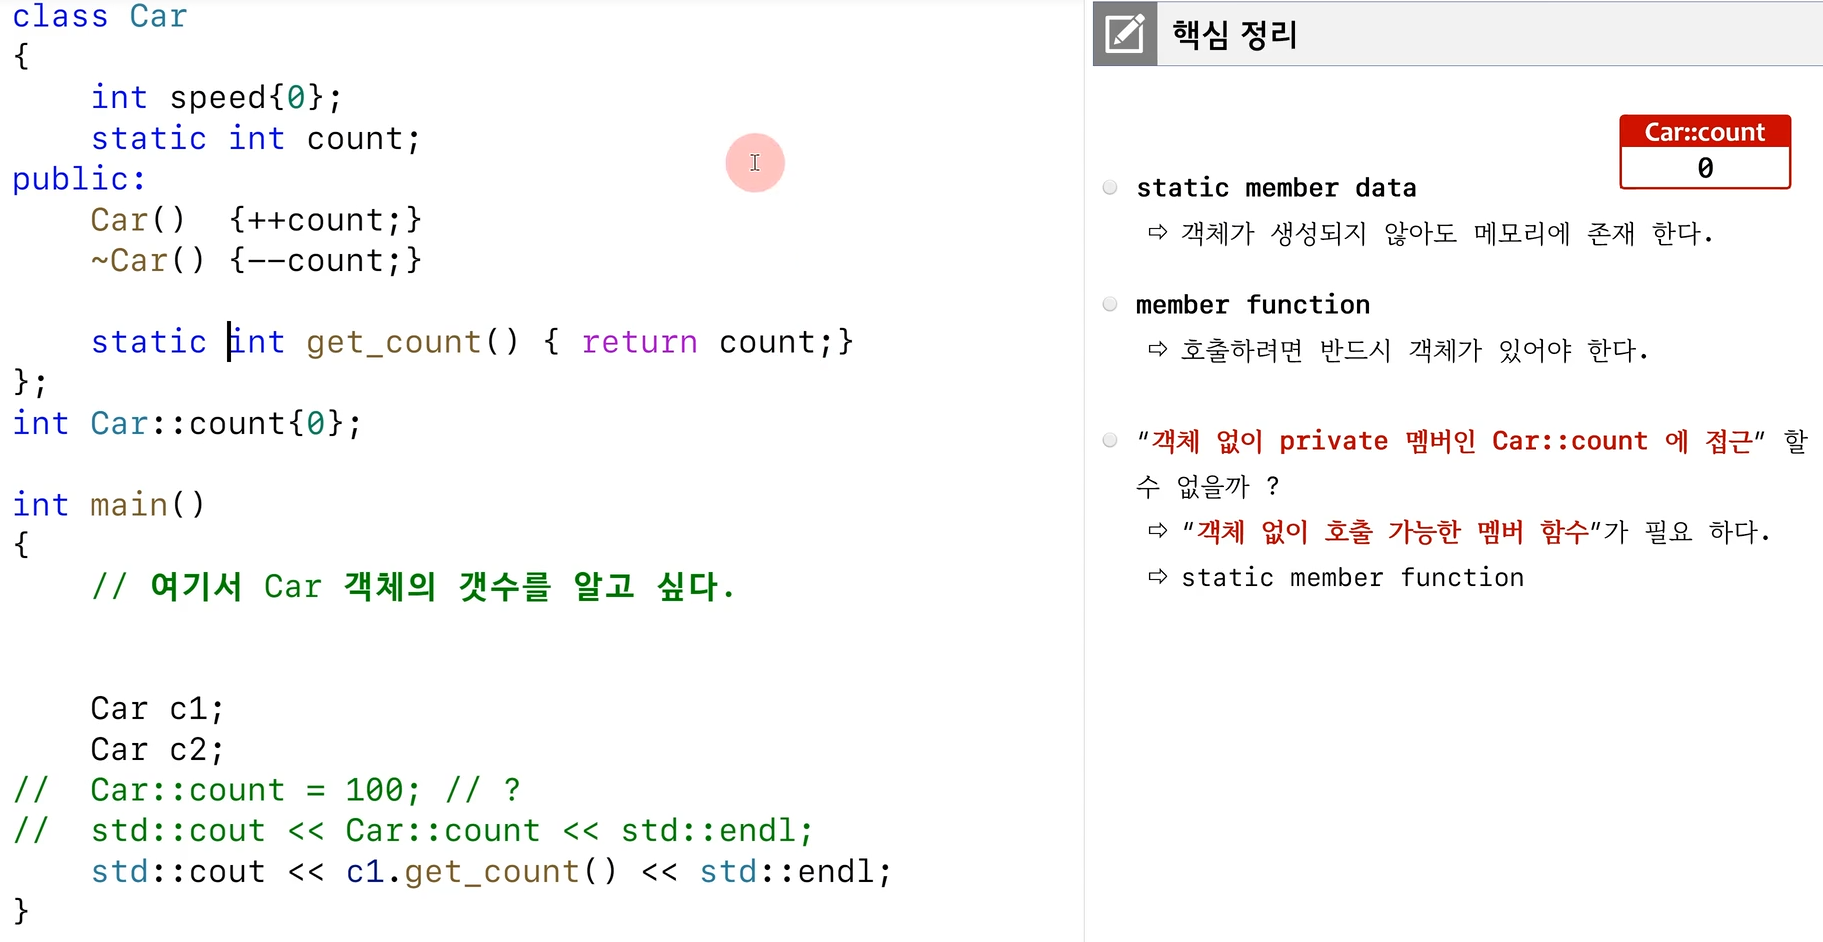 class Car
{
    int speed{0};
    static int count;
public:
    Car()  {++count;}
    ~Car() {--count;}

    static int get_count() { return count;}
};
int Car::count{0};

int main()
{
    // 여기서 Car 객체의 갯수를 알고 싶다.

    Car c1;
    Car c2;
//  Car::count = 100; // ?
//  std::cout << Car::count << std::endl;
    std::cout << c1.get_count() << std::endl;
}
핵심 정리
Car::count
0
static member data
⇨ 객체가 생성되지 않아도 메모리에 존재 한다.
member function
⇨ 호출하려면 반드시 객체가 있어야 한다.
“객체 없이 private 멤버인 Car::count 에 접근” 할
수 없을까 ?
⇨ “객체 없이 호출 가능한 멤버 함수”가 필요 하다.
⇨ static member function